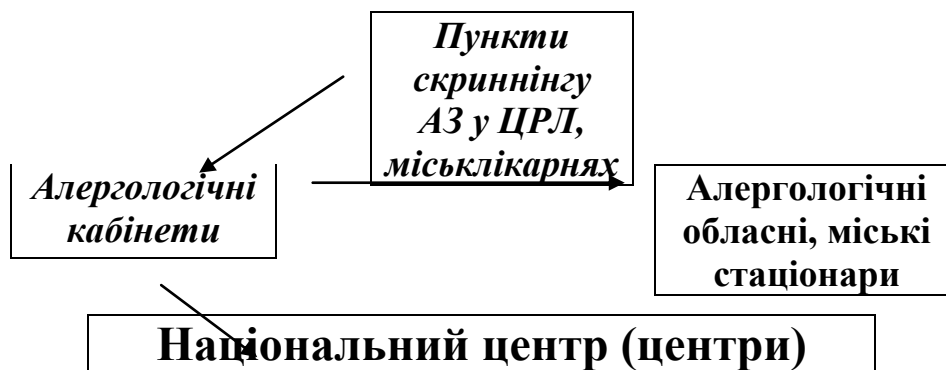 Пункти
скриннінгу
АЗ у ЦРЛ,
міськлікарнях
Алергологічні
кабінети
Алергологічні
обласні, міські
стаціонари
Національний центр (центри)